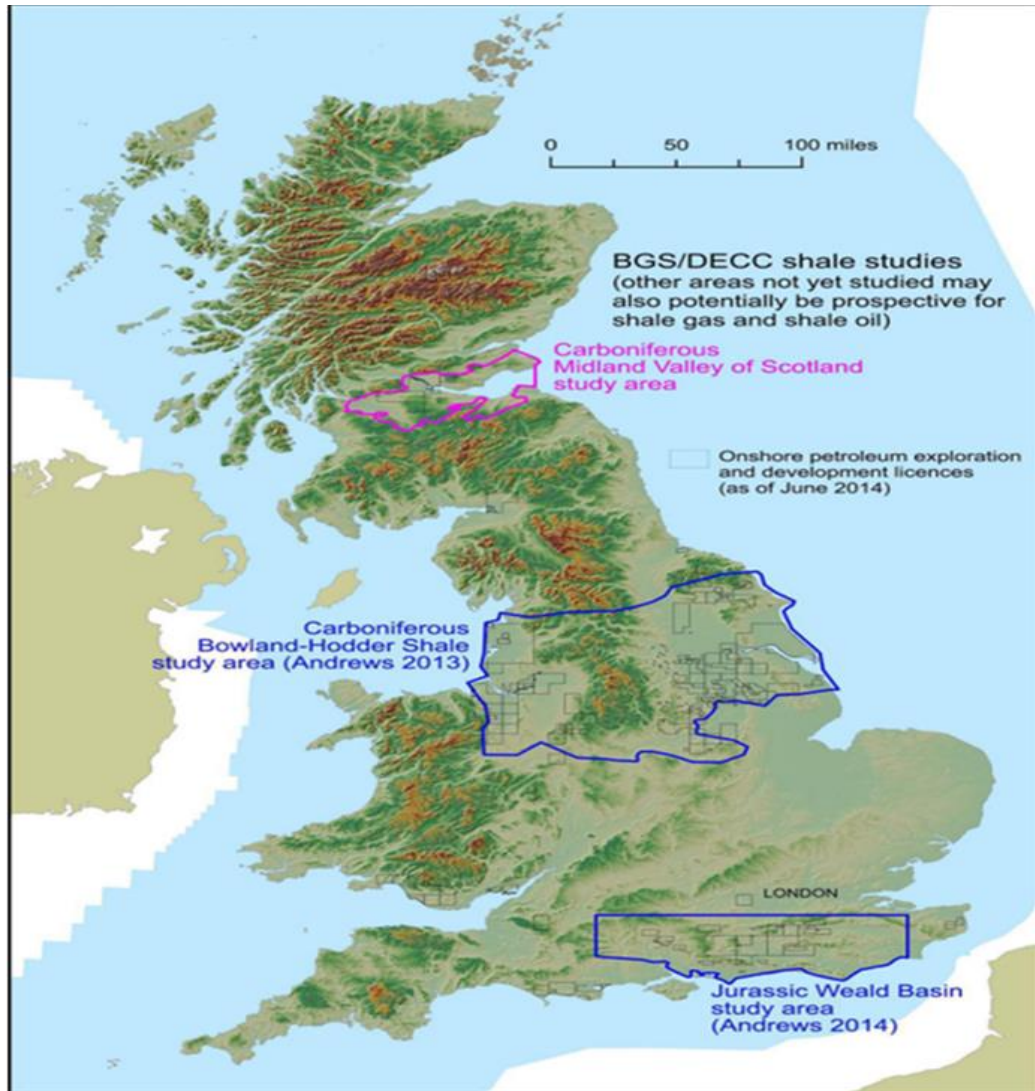 0 50 100 miles
BGS/DECC shale studies
(other areas not yet studied may
also potentially be prospective for
shale gas and shale oil)
Carboniferous
Midland Valley of Scotland
study area
Onshore petroleum exploration
and development licences
(as of June 2014)
Carboniferous
Bowland-Hodder Shale
study area (Andrews 2013)
LONDON
Jurassic Weald Basin
study area
(Andrews 2014)